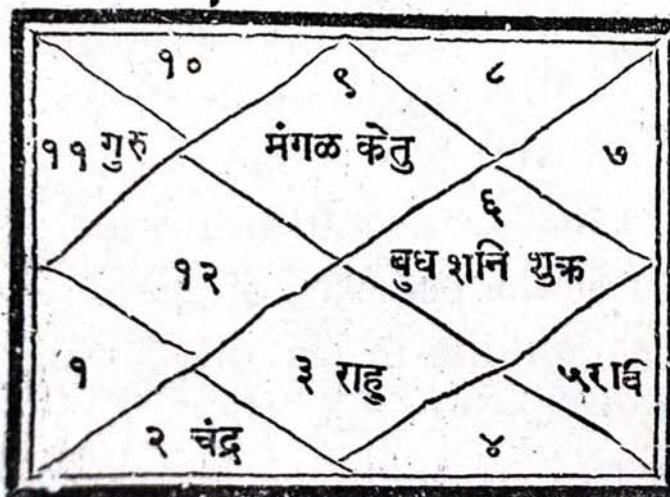 १० ९ ८
११ गुरु मंगळ केतु ७
६
१२ बुध शनि शुक्र
१ ३ राहु ५ रवि
२ चंद्र ४